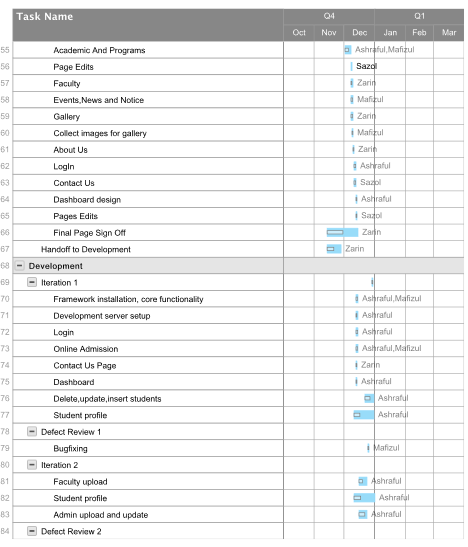 Task Name Q4 Q1
Oct Nov Dec Jan Feb Mar
55 Academic And Programs Ashraful,Mafizul
56 Page Edits Sazol
57 Faculty Zarin
58 Events,News and Notice Mafizul
59 Gallery Zarin
60 Collect images for gallery Mafizul
61 About Us Zarin
62 LogIn Ashraful
63 Contact Us Sazol
64 Dashboard design Ashraful
65 Pages Edits Sazol
66 Final Page Sign Off Zarin
67 Handoff to Development Zarin
68 Development
69 Iteration 1
70 Framework installation, core functionality Ashraful,Mafizul
71 Development server setup Ashraful
72 Login Ashraful
73 Online Admission Ashraful,Mafizul
74 Contact Us Page Zarin
75 Dashboard Ashraful
76 Delete,update,insert students Ashraful
77 Student profile Ashraful
78 Defect Review 1
79 Bugfixing Mafizul
80 Iteration 2
81 Faculty upload Ashraful
82 Student profile Ashraful
83 Admin upload and update Ashraful
84 Defect Review 2